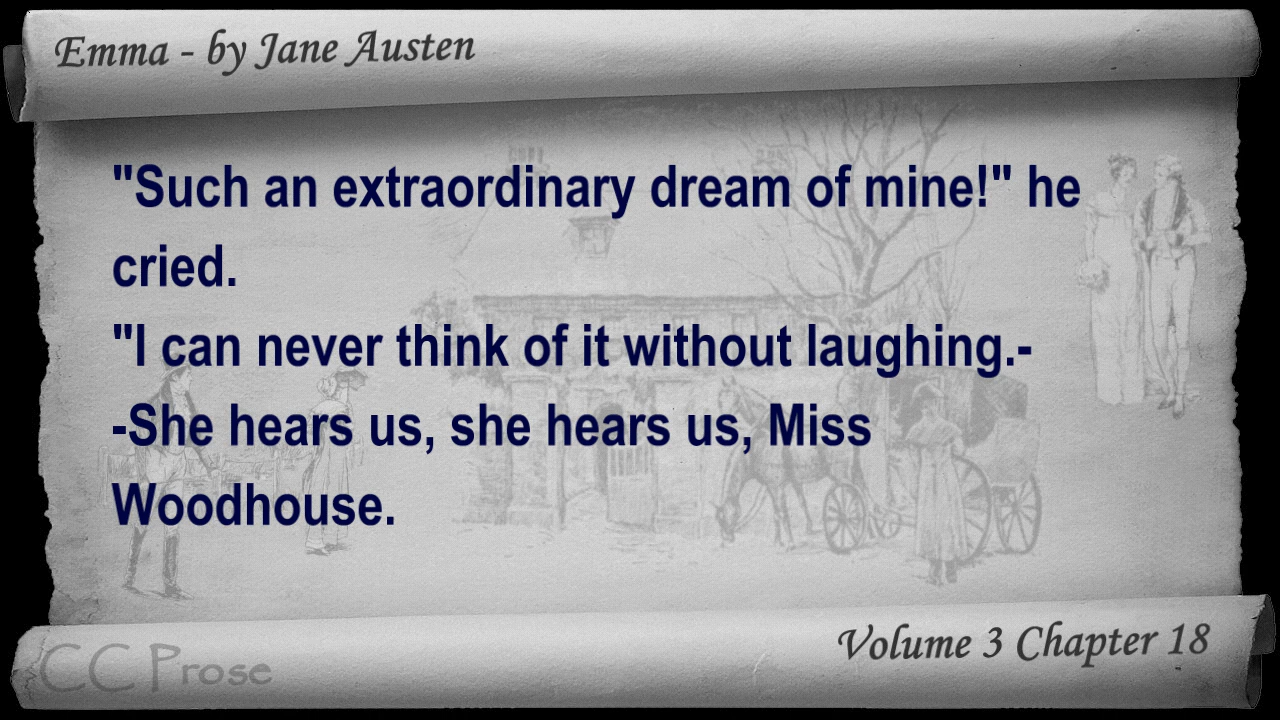 Emma - by Jane Austen
"Such an extraordinary dream of mine!" he
cried.
"I can never think of it without laughing.-
-She hears us, she hears us, Miss
Woodhouse.
Volume 3 Chapter 18
CC Prose